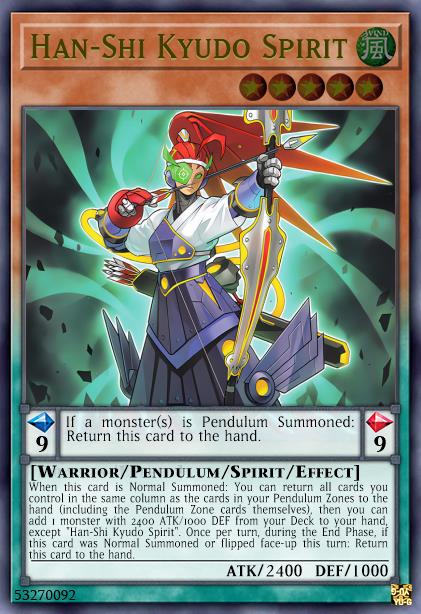 HAN-SHI KYUDO SPIRIT
WIND
風
If a monster(s) is Pendulum Summoned:
Return this card to the hand.
9
9
[WARRIOR/PENDULUM/SPIRIT/EFFECT]
When this card is Normal Summoned: You can return all cards you
control in the same column as the cards in your Pendulum Zones to the
hand (including the Pendulum Zone cards themselves), then you can
add 1 monster with 2400 ATK/1000 DEF from your Deck to your hand,
except "Han-Shi Kyudo Spirit". Once per turn, during the End Phase, if
this card was Normal Summoned or flipped face-up this turn: Return
this card to the hand.
ATK/2400 DEF/1000
53270092